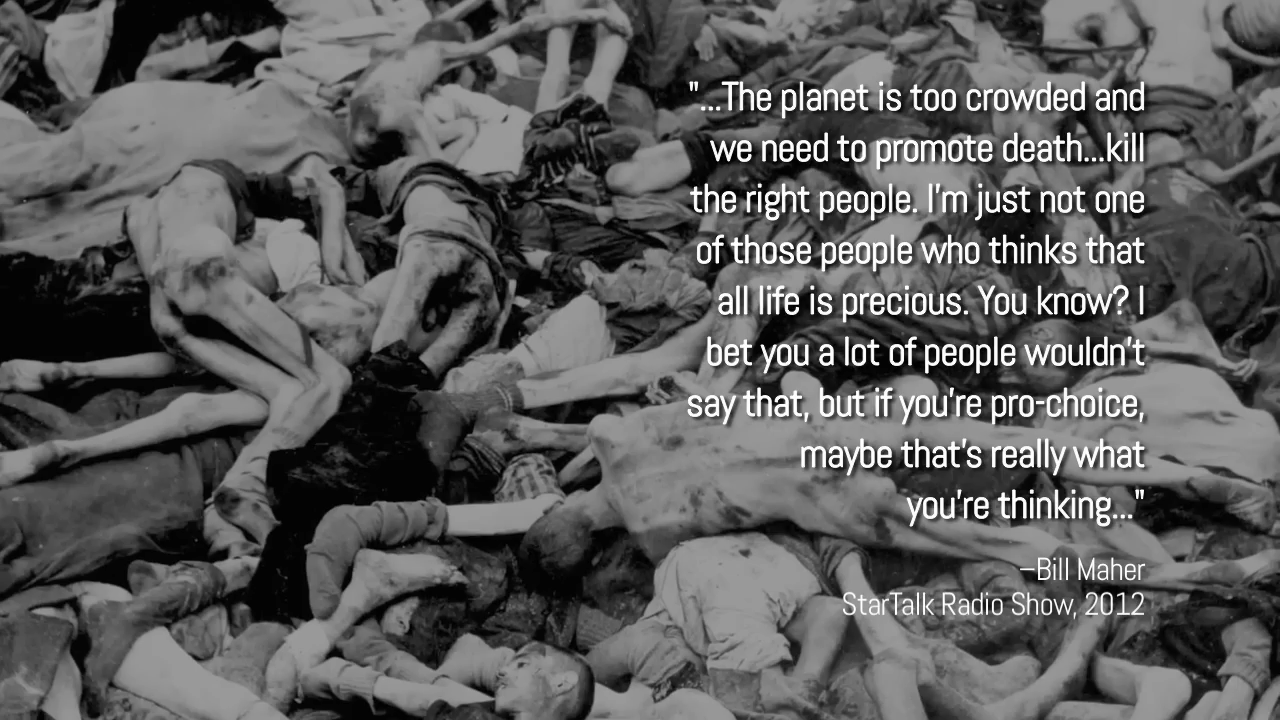 "...The planet is too crowded and
we need to promote death...kill
the right people. I'm just not one
of those people who thinks that
all life is precious. You know? I
bet you a lot of people wouldn't
say that, but if you're pro-choice,
maybe that's really what
you're thinking..."
–Bill Maher
StarTalk Radio Show, 2012